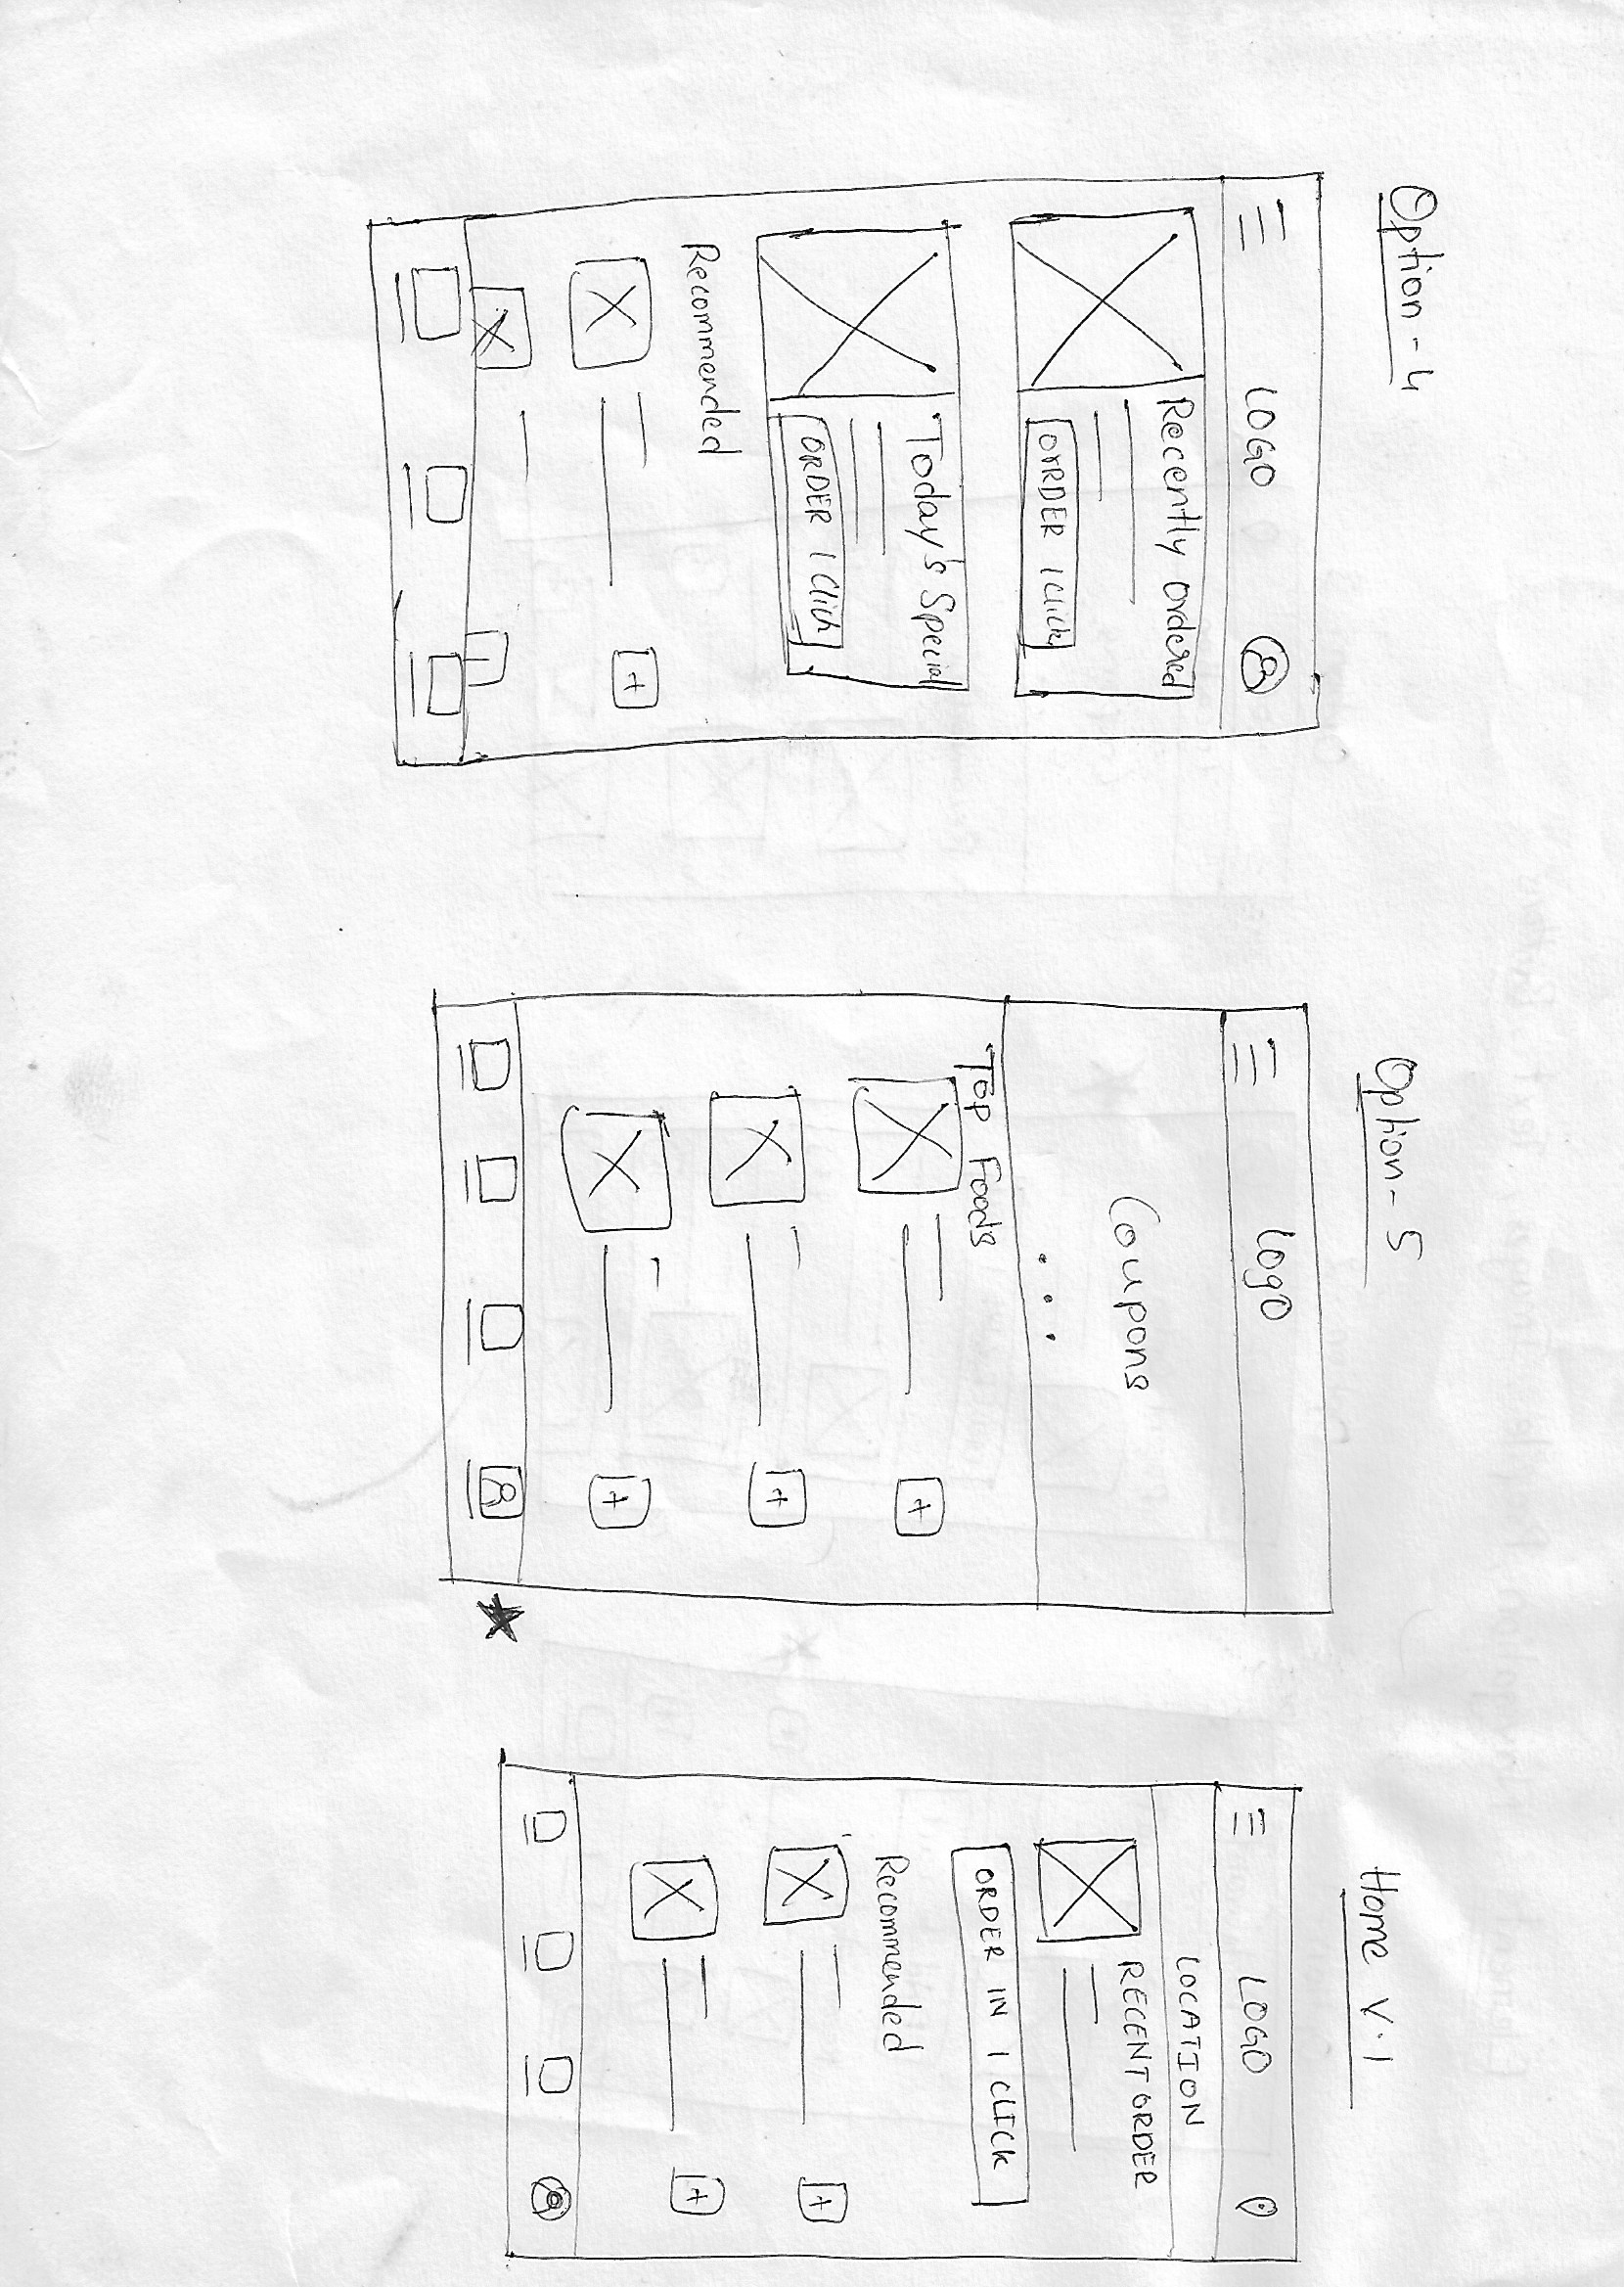 Option-4
LOGO
Recently Ordered
ORDER 1 Click
Today's Special
ORDER 1 Click
Recommended
+
Option-5
LOGO
Coupons
Top Foods
+
+
+
Home V.1
LOGO
LOCATION
RECENT ORDER
ORDER IN 1 CLICK
Recommended
+
+